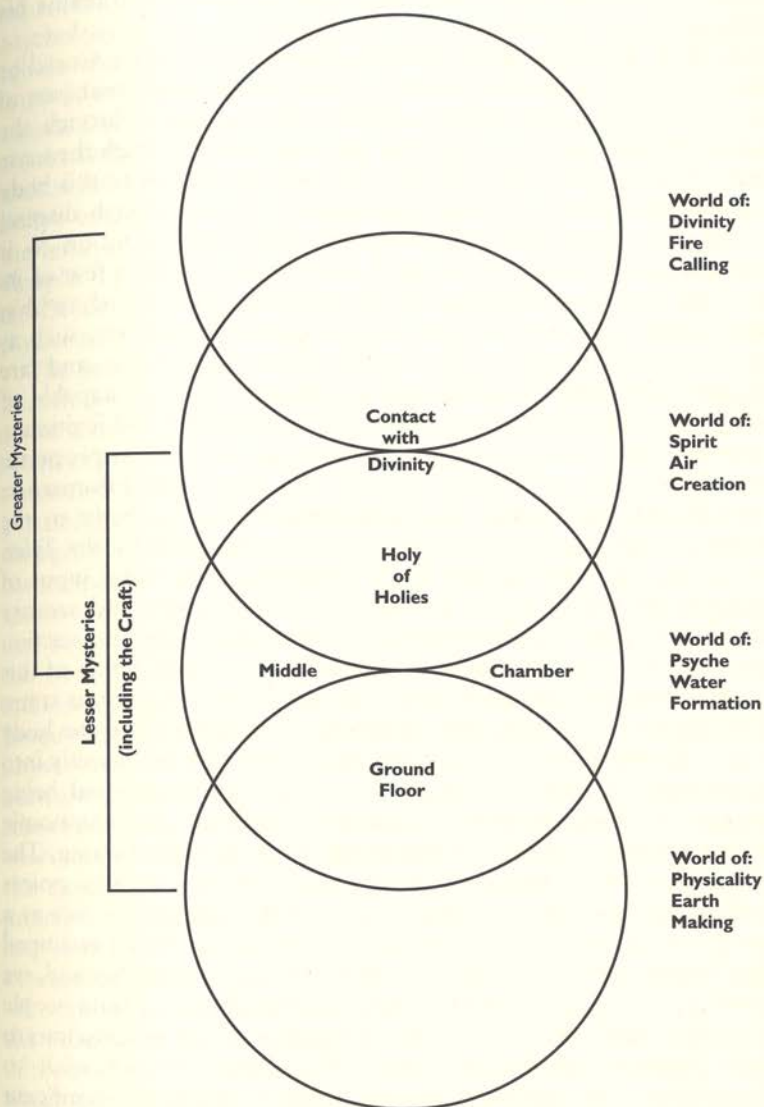 World of:
Divinity
Fire
Calling
Greater Mysteries
Contact
with
Divinity
World of:
Spirit
Air
Creation
Lesser Mysteries
(including the Craft)
Holy
of
Holies
Middle Chamber
World of:
Psyche
Water
Formation
Ground
Floor
World of:
Physicality
Earth
Making